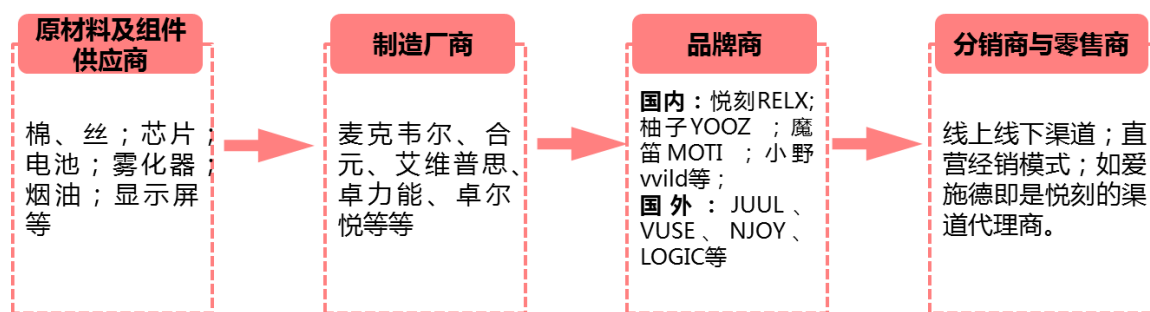 原材料及组件
供应商
棉、丝；芯片；
电池；雾化器；
烟油；显示屏
等
制造厂商
麦克韦尔、合
元、艾维普思、
卓力能、卓尔
悦等等
品牌商
国内：悦刻RELX;
柚子YOOZ ；魔
笛MOTI ；小野
vvild等；
国外：JUUL、
VUSE、NJOY、
LOGIC等
分销商与零售商
线上线下渠道；直
营经销模式；如爱
施德即是悦刻的渠
道代理商。